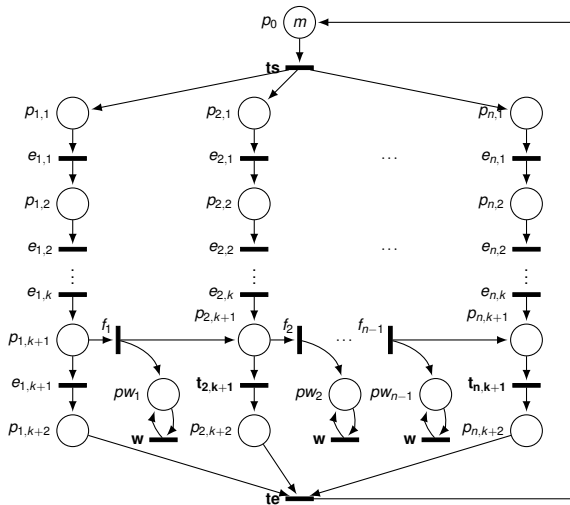 p0 m
ts
p1,1 p2,1 pn,1
e1,1 e2,1 ... en,1
p1,2 p2,2 pn,2
e1,2 e2,2 ... en,2
⋮ ⋮ ⋮
e1,k e2,k en,k
p1,k+1 f1 p2,k+1 f2 ... fn−1 pn,k+1
e1,k+1 pw1 t2,k+1 pw2 pwn−1 tn,k+1
p1,k+2 w p2,k+2 w w pn,k+2
te